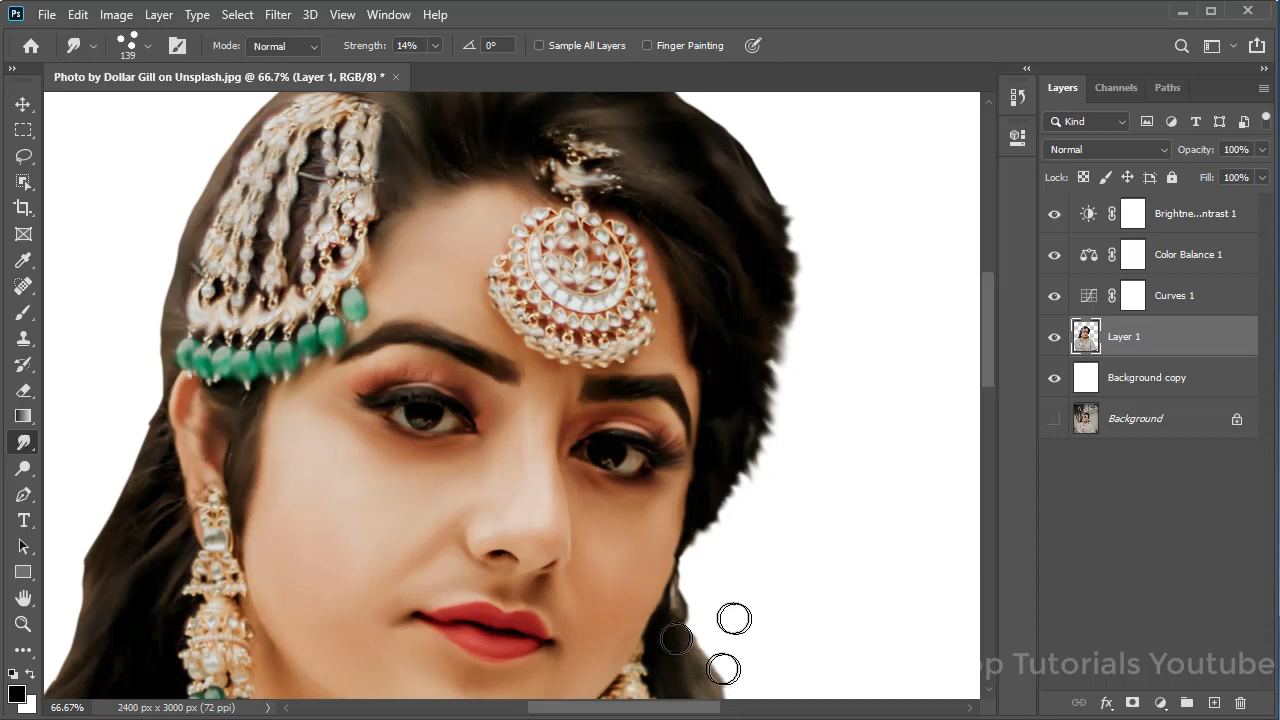 Ps File Edit Image Layer Type Select Filter 3D View Window Help
139 Mode: Normal Strength: 14% 0° Sample All Layers Finger Painting
Photo by Dollar Gill on Unsplash.jpg @ 66.7% (Layer 1, RGB/8) * ×
Layers Channels Paths
Kind
Normal Opacity: 100%
Lock: Fill: 100%
Brightne...ntrast 1
Color Balance 1
Curves 1
Layer 1
Background copy
Background
op Tutorials Youtube
66.67% 2400 px x 3000 px (72 ppi)